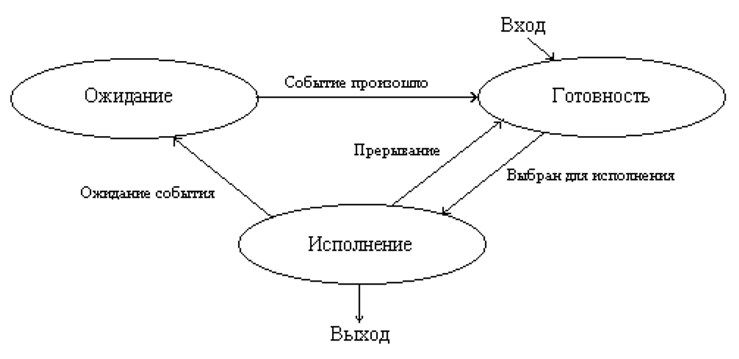 Вход
Событие произошло
Ожидание
Готовность
Прерывание
Выбран для исполнения
Ожидание события
Исполнение
Выход